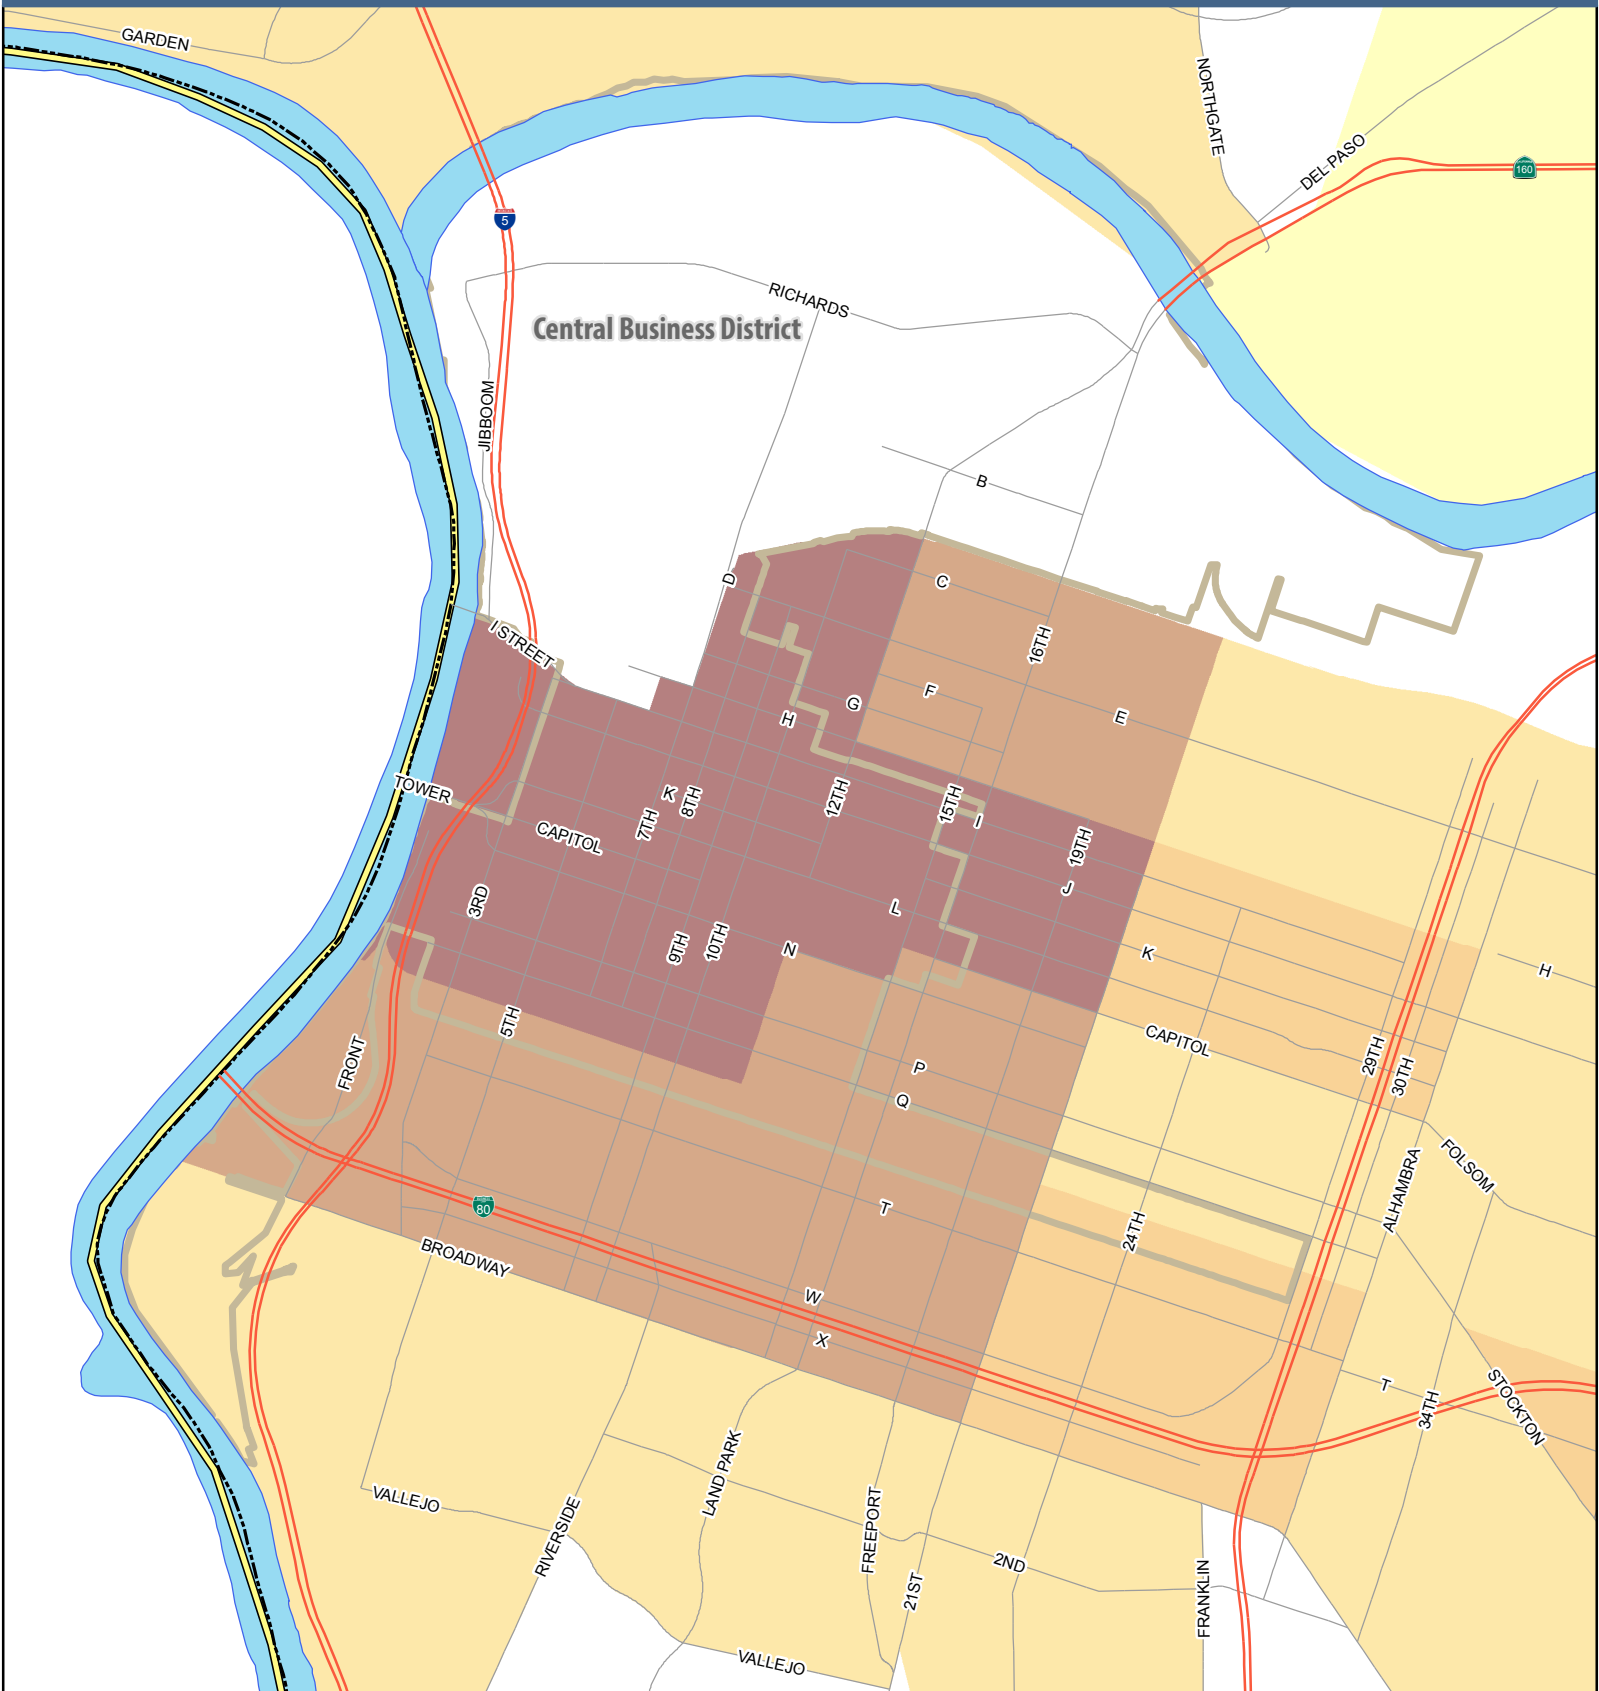 GARDEN
NORTHGATE
DEL PASO
160
5
RICHARDS
Central Business District
JIBBOOM
B
D
C
I STREET
16TH
F
E
G
H
TOWER
K
8TH
12TH
15TH
I
7TH
CAPITOL
19TH
J
3RD
L
9TH
10TH
N
K
H
5TH
CAPITOL
FRONT
P
29TH
30TH
Q
FOLSOM
ALHAMBRA
80
T
24TH
BROADWAY
W
X
T
STOCKTON
34TH
VALLEJO
LAND PARK
RIVERSIDE
FREEPORT
2ND
21ST
FRANKLIN
VALLEJO